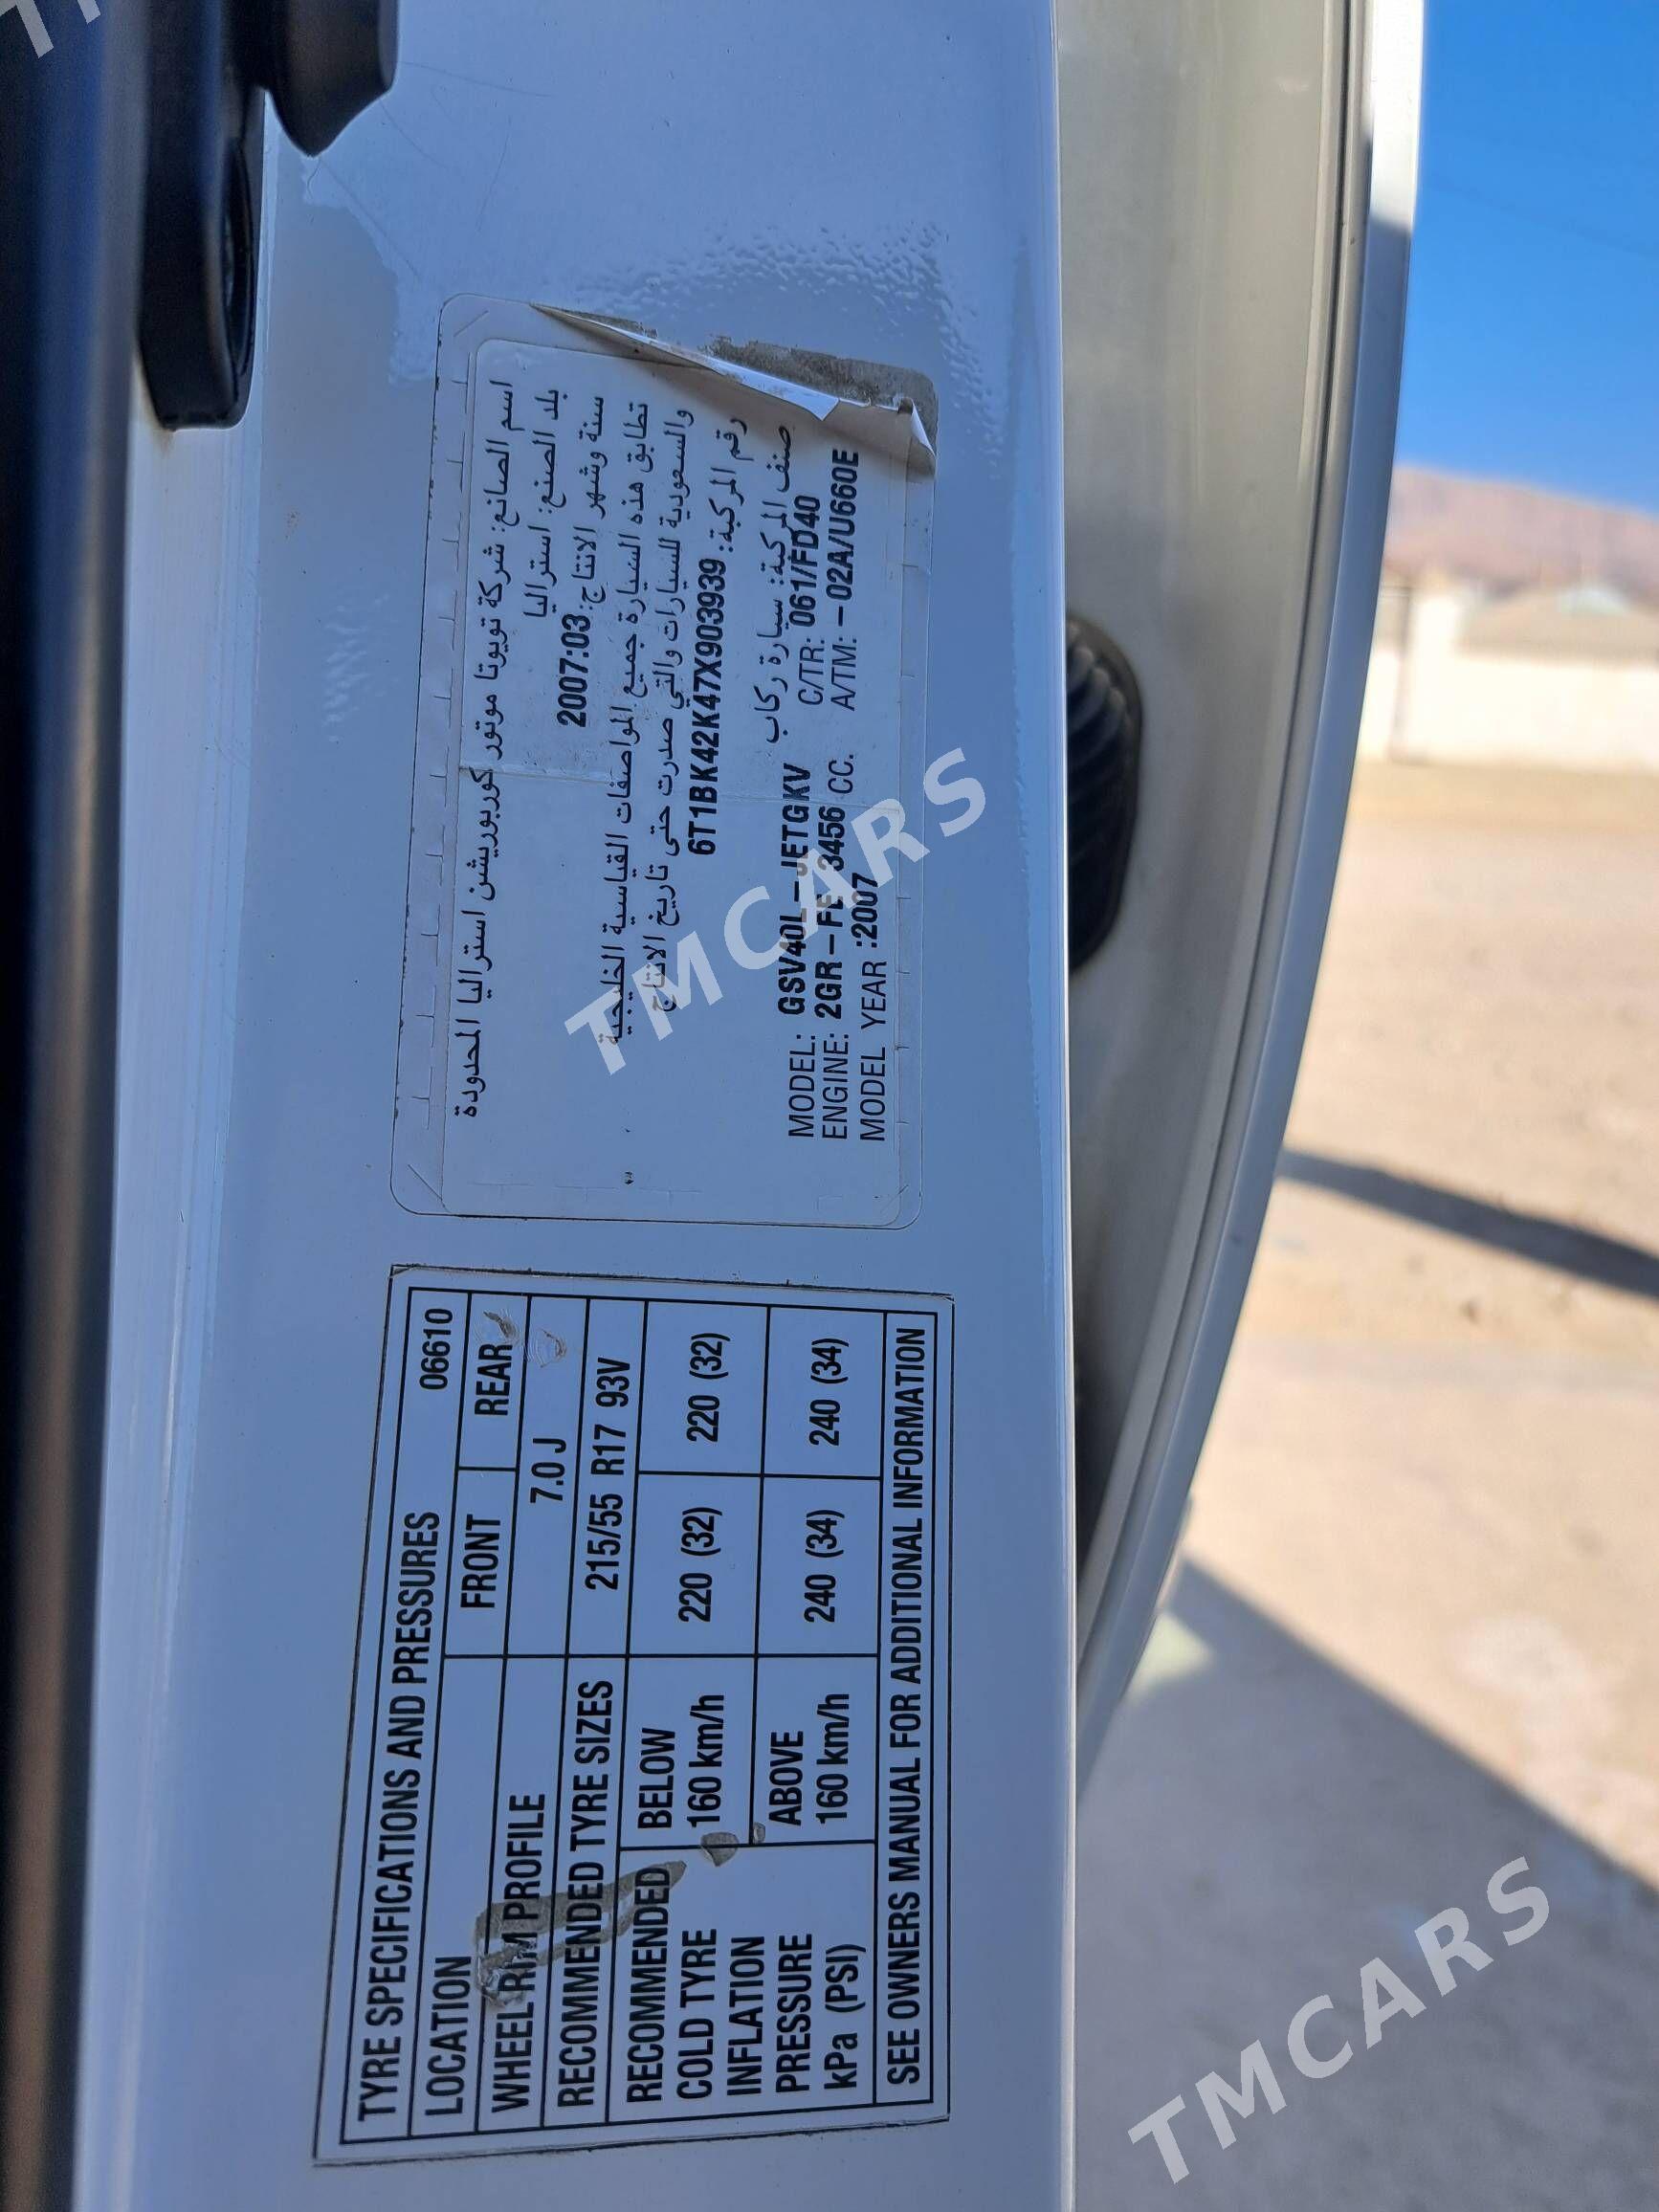 TYRE SPECIFICATIONS AND PRESSURES 06610
LOCATION FRONT REAR
WHEEL RIM PROFILE 7.0 J
RECOMMENDED TYRE SIZES 215/55 R17 93V
RECOMMENDED
COLD TYRE
INFLATION
PRESSURE
kPa (PSI)
BELOW
160 km/h
220 (32) 220 (32)
ABOVE
160 km/h
240 (34) 240 (34)
SEE OWNERS MANUAL FOR ADDITIONAL INFORMATION
اسم الصانع: شركة تويوتا موتور كوربوريشن استراليا المحدودة
بلد الصنع: استراليا
سنة وشهر الانتاج: 2007:03
تطابق هذه السيارة جميع المواصفات القياسية الخليجية
والسعودية للسيارات والتي صدرت حتى تاريخ الانتاج
رقم المركبة: 6T1BK42K47X903939
صنف المركبة: سيارة ركاب
MODEL: GSV40L-JETGKV C/TR: 061/FD40
ENGINE: 2GR-FE 3456 CC. A/TM: -02A/U660E
MODEL YEAR :2007
TMCARS
TMCARS